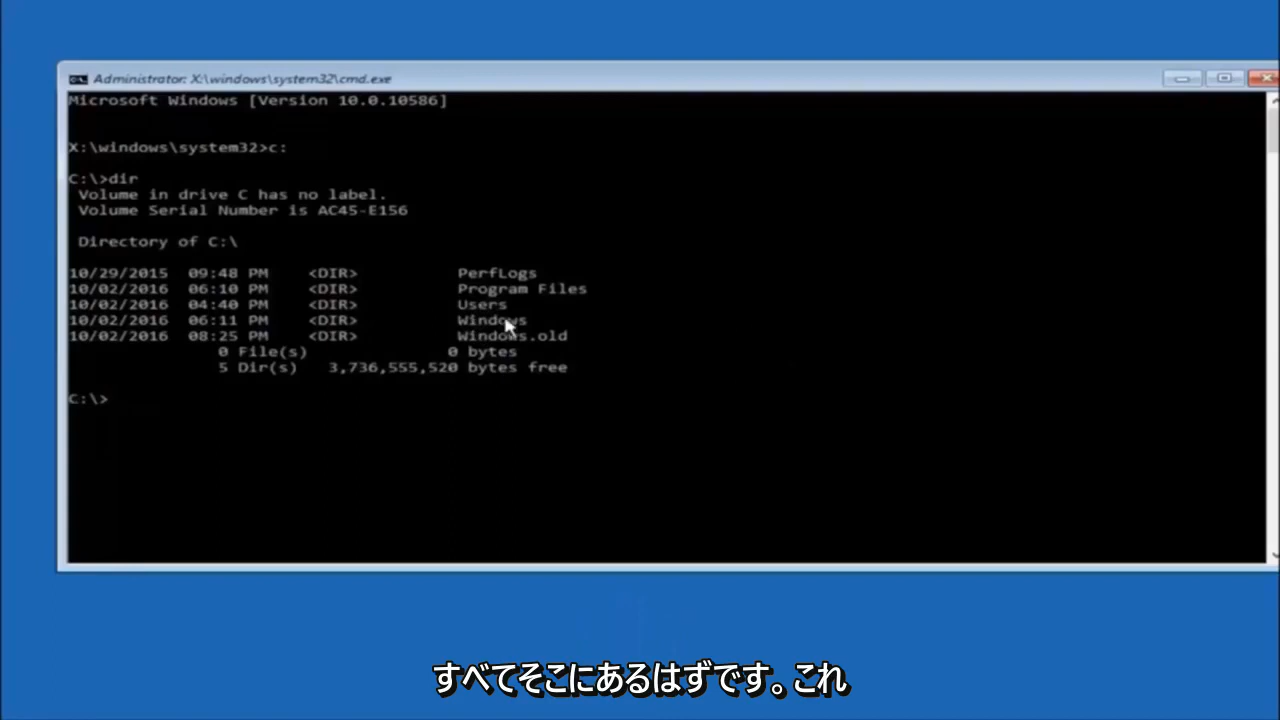 Administrator: X:\windows\system32\cmd.exe
Microsoft Windows [Version 10.0.10586]
X:\windows\system32>c:
C:\>dir
Volume in drive C has no label.
Volume Serial Number is AC45-E156
Directory of C:\
10/29/2015 09:48 PM <DIR> PerfLogs
10/02/2016 06:10 PM <DIR> Program Files
10/02/2016 04:40 PM <DIR> Users
10/02/2016 06:11 PM <DIR> Windows
10/02/2016 08:25 PM <DIR> Windows.old
0 File(s) 0 bytes
5 Dir(s) 3,736,555,520 bytes free
C:\>
すべてそこにあるはずです。これ